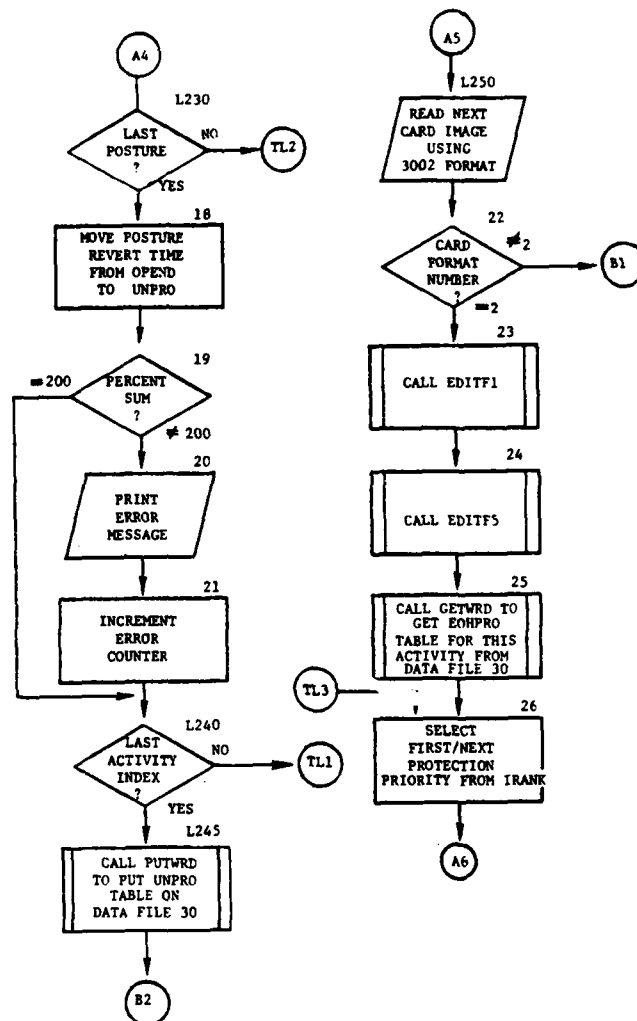 A4
L230
LAST
POSTURE
?
NO
TL2
YES
18
MOVE POSTURE
REVERT TIME
FROM OPEND
TO UNPRO
19
=200
PERCENT
SUM
?
≠ 200
20
PRINT
ERROR
MESSAGE
21
INCREMENT
ERROR
COUNTER
L240
LAST
ACTIVITY
INDEX
?
NO
TL1
YES
L245
CALL PUTWRD
TO PUT UNPRO
TABLE ON
DATA FILE 30
B2
A5
L250
READ NEXT
CARD IMAGE
USING
3002 FORMAT
22
CARD
FORMAT
NUMBER
?
≠2
B1
=2
23
CALL EDITF1
24
CALL EDITF5
25
CALL GETWRD TO
GET EOHPRO
TABLE FOR THIS
ACTIVITY FROM
DATA FILE 30
TL3
26
SELECT
FIRST/NEXT
PROTECTION
PRIORITY FROM IRANK
A6